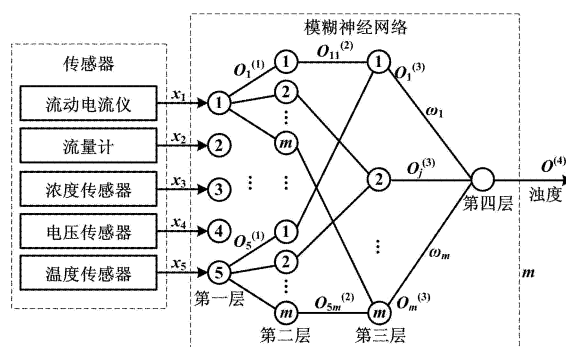 模糊神经网络
传感器
流动电流仪
流量计
浓度传感器
电压传感器
温度传感器
x₁
x₂
x₃
x₄
x₅
1
2
3
4
5
第一层
O₁⁽¹⁾
O₅⁽¹⁾
1
2
⋮
m
⋮ ⋮
1
2
⋮
m
第二层
O₁₁⁽²⁾
O₅ₘ⁽²⁾
1
2
⋮
m
第三层
O₁⁽³⁾
Oⱼ⁽³⁾
Oₘ⁽³⁾
ω₁
ωₘ
第四层
O⁽⁴⁾
浊度
m